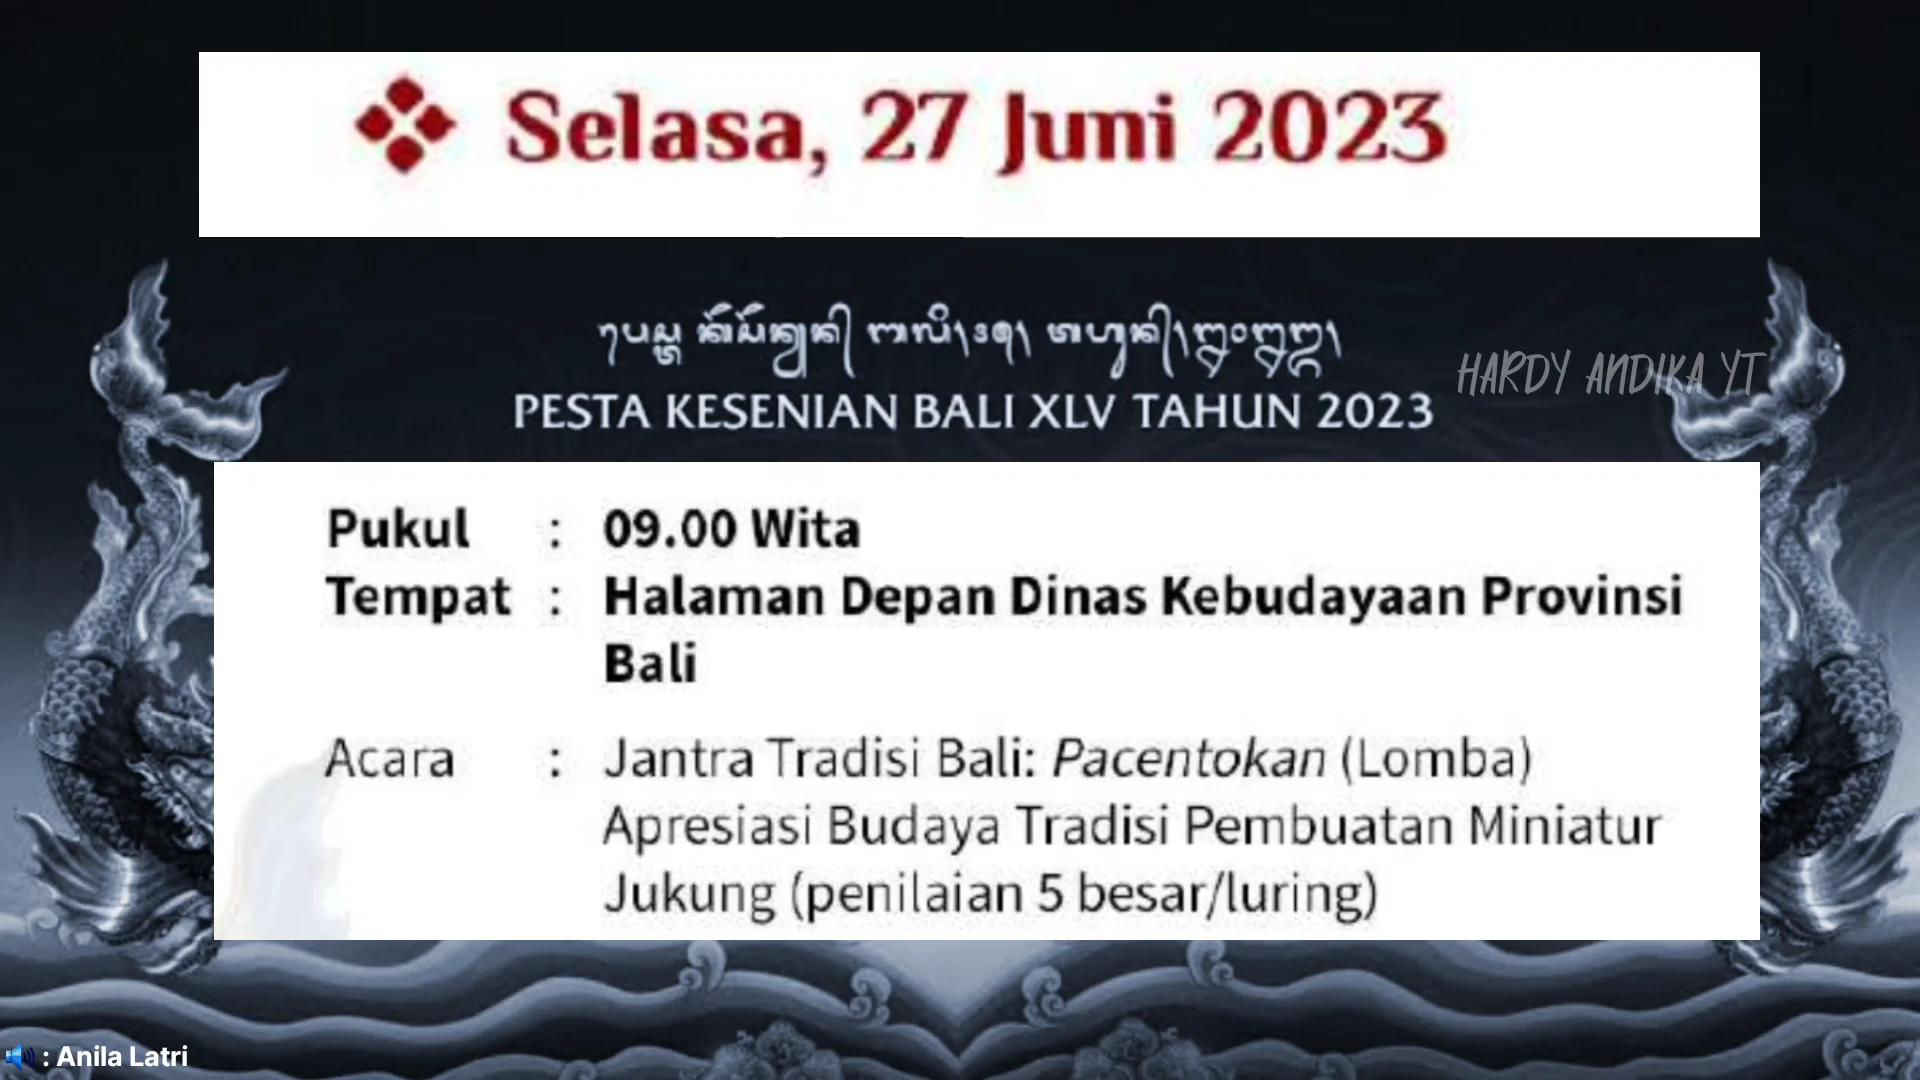 Selasa, 27 Juni 2023
PESTA KESENIAN BALI XLV TAHUN 2023
HARDY ANDIKA YT
Pukul : 09.00 Wita
Tempat : Halaman Depan Dinas Kebudayaan Provinsi
Bali
Acara : Jantra Tradisi Bali: Pacentokan (Lomba)
Apresiasi Budaya Tradisi Pembuatan Miniatur
Jukung (penilaian 5 besar/luring)
: Anila Latri